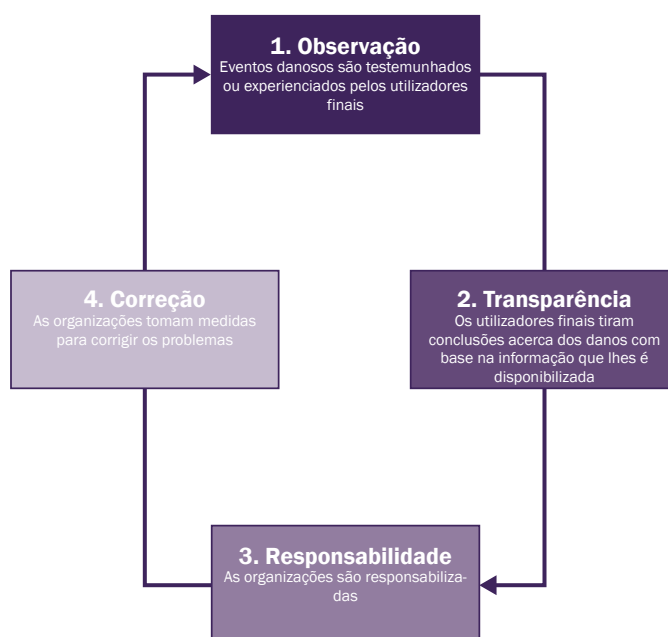 1. Observação
Eventos danosos são testemunhados
ou experienciados pelos utilizadores
finais
2. Transparência
Os utilizadores finais tiram
conclusões acerca dos danos com
base na informação que lhes é
disponibilizada
3. Responsabilidade
As organizações são responsabiliza-
das
4. Correção
As organizações tomam medidas
para corrigir os problemas